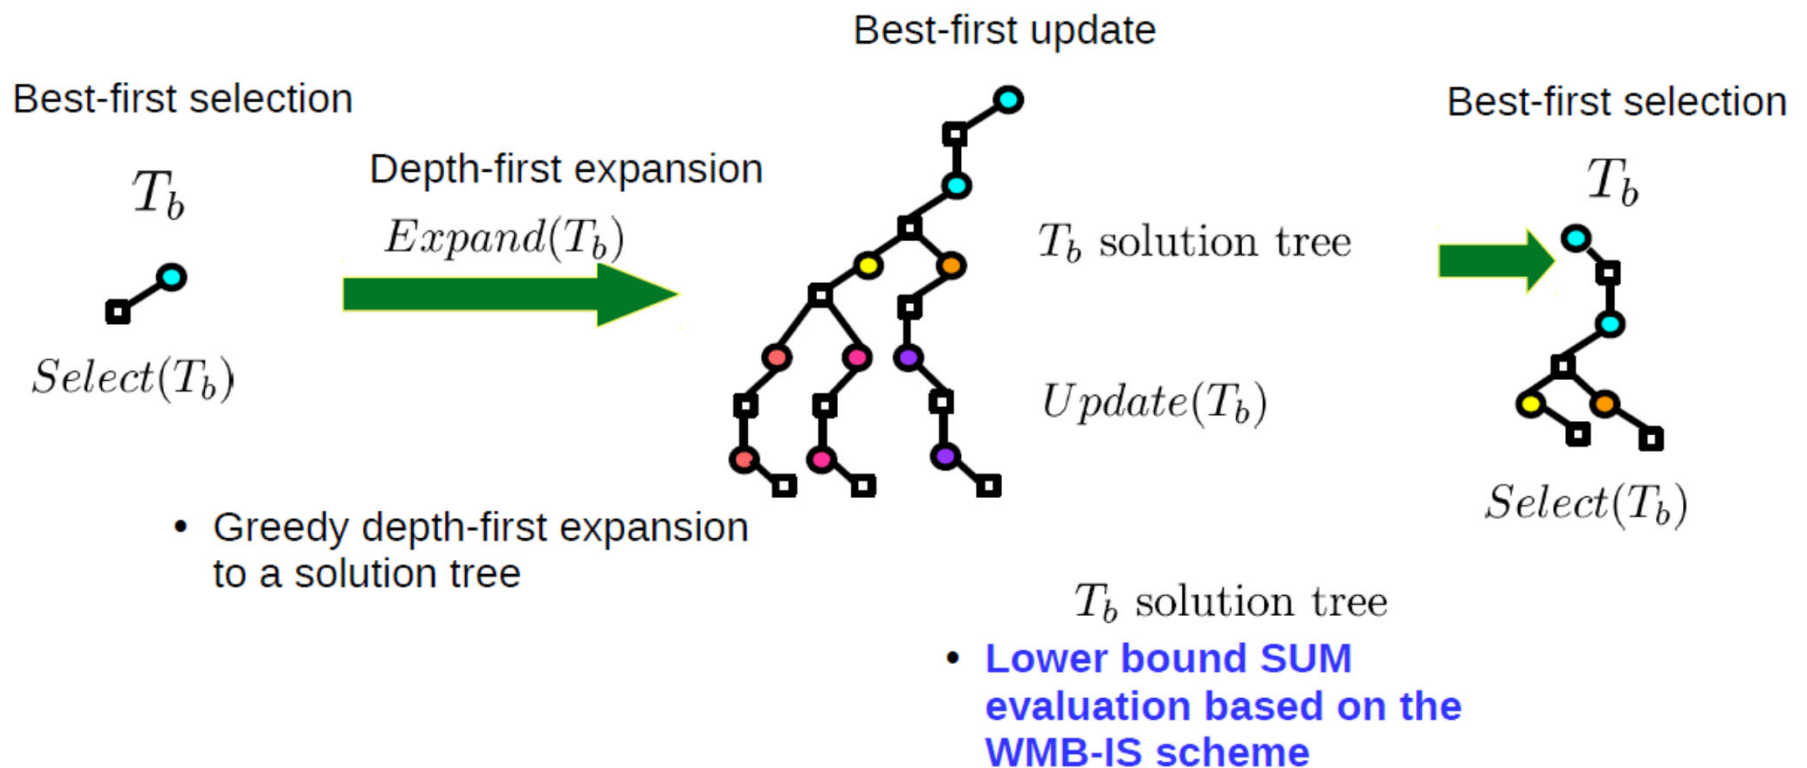 Best-first update
Best-first selection
Best-first selection
Depth-first expansion
T_b
T_b
Expand(T_b)
T_b solution tree
Select(T_b)
Update(T_b)
Select(T_b)
• Greedy depth-first expansion
to a solution tree
T_b solution tree
• Lower bound SUM
evaluation based on the
WMB-IS scheme